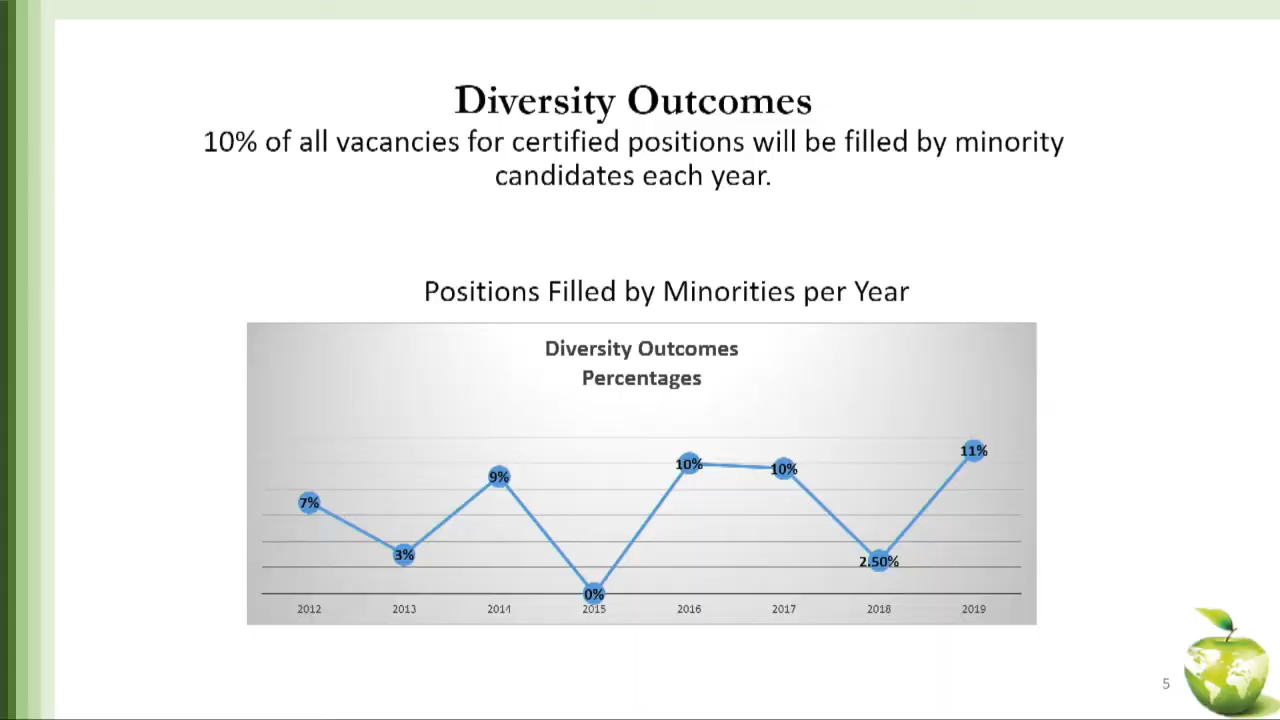 Diversity Outcomes
10% of all vacancies for certified positions will be filled by minority
candidates each year.
Positions Filled by Minorities per Year
Diversity Outcomes
Percentages
7%
3%
9%
0%
10%
10%
2.50%
11%
2012
2013
2014
2015
2016
2017
2018
2019
5